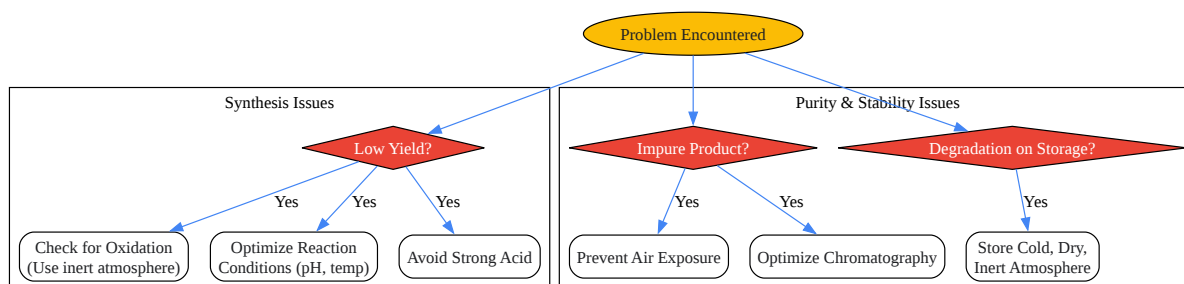 Problem Encountered
Synthesis Issues
Purity & Stability Issues
Low Yield?
Impure Product?
Degradation on Storage?
Yes
Yes
Yes
Yes
Yes
Yes
Check for Oxidation
(Use inert atmosphere)
Optimize Reaction
Conditions (pH, temp)
Avoid Strong Acid
Prevent Air Exposure
Optimize Chromatography
Store Cold, Dry,
Inert Atmosphere